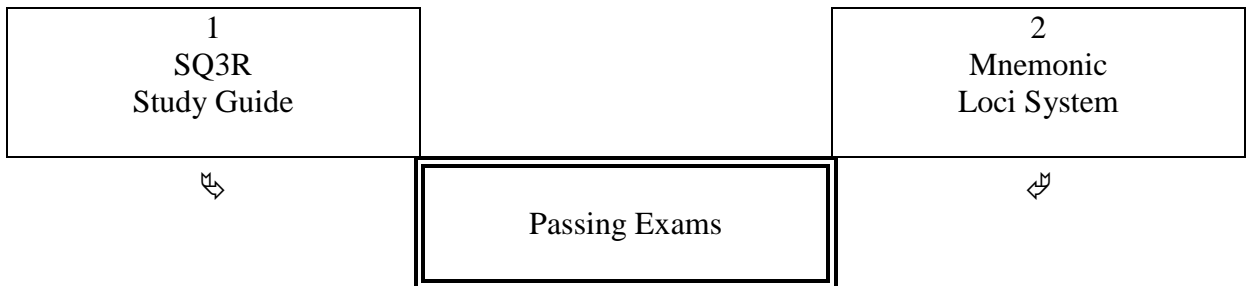 1
SQ3R
Study Guide
2
Mnemonic
Loci System
Passing Exams